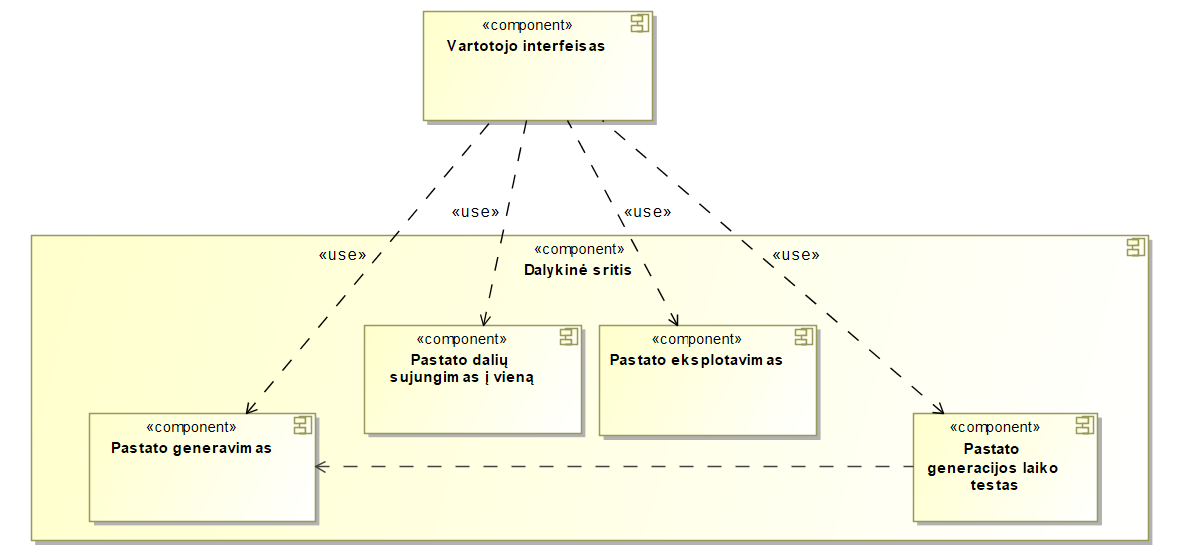 «component»
Vartotojo interfeisas
«use»
«use»
«component»
Dalykinė sritis
«use»
«use»
«component»
Pastato dalių
sujungimas į vieną
«component»
Pastato eksplotavimas
«component»
Pastato generavimas
«component»
Pastato
generacijos laiko
testas